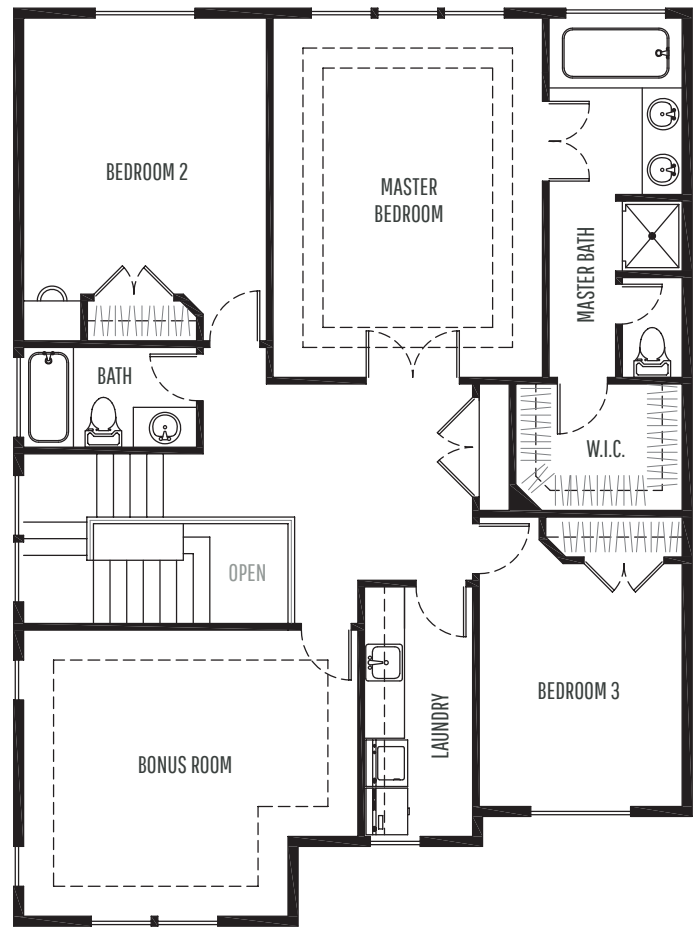 BEDROOM 2
MASTER
BEDROOM
MASTER BATH
BATH
W.I.C.
OPEN
BEDROOM 3
LAUNDRY
BONUS ROOM